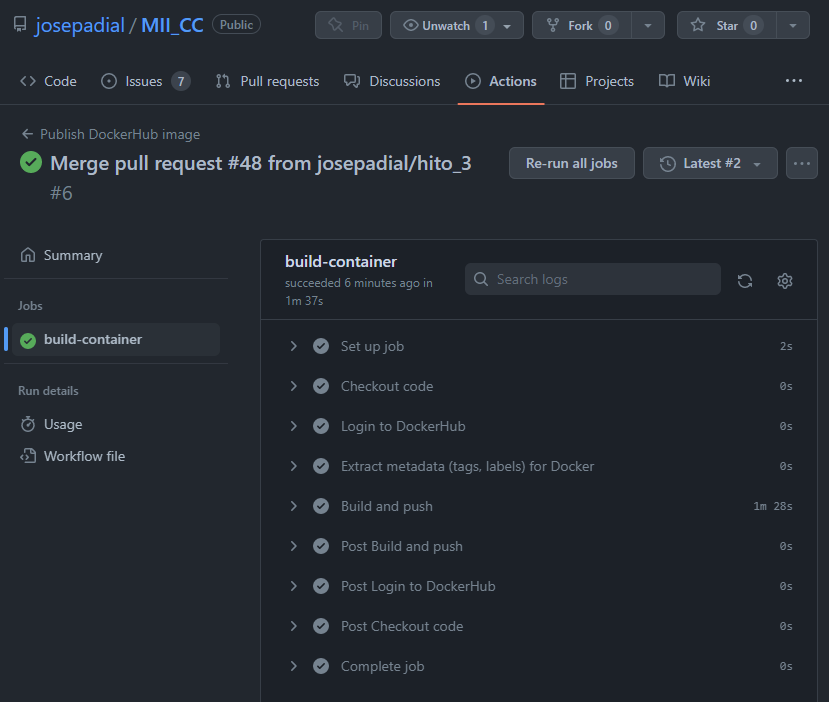 josepadial / MII_CC Public
Pin
Unwatch 1
Fork 0
Star 0
Code
Issues 7
Pull requests
Discussions
Actions
Projects
Wiki
Publish DockerHub image
Merge pull request #48 from josepadial/hito_3
#6
Re-run all jobs
Latest #2
Summary
Jobs
build-container
Run details
Usage
Workflow file
build-container
succeeded 6 minutes ago in
1m 37s
Search logs
Set up job 2s
Checkout code 0s
Login to DockerHub 0s
Extract metadata (tags, labels) for Docker 0s
Build and push 1m 28s
Post Build and push 0s
Post Login to DockerHub 0s
Post Checkout code 0s
Complete job 0s